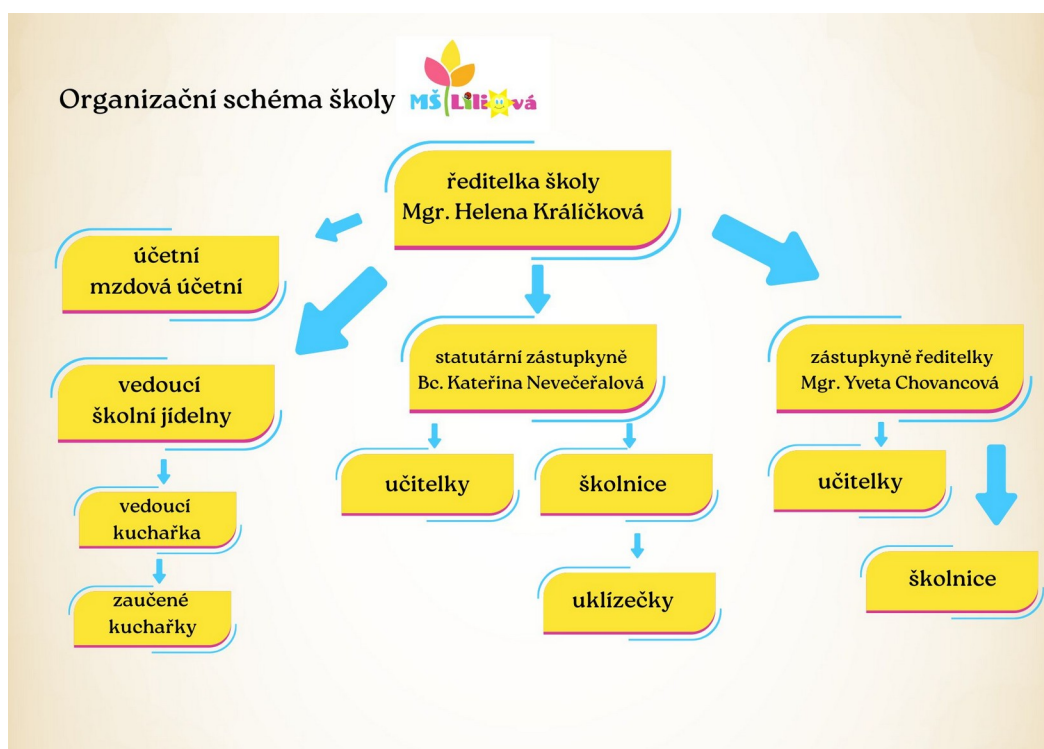 Organizační schéma školy
MŠ Liliová
ředitelka školy
Mgr. Helena Králíčková
účetní
mzdová účetní
vedoucí
školní jídelny
vedoucí
kuchařka
zaučené
kuchařky
statutární zástupkyně
Bc. Kateřina Nevečeřalová
učitelky
školnice
uklízečky
zástupkyně ředitelky
Mgr. Yveta Chovancová
učitelky
školnice